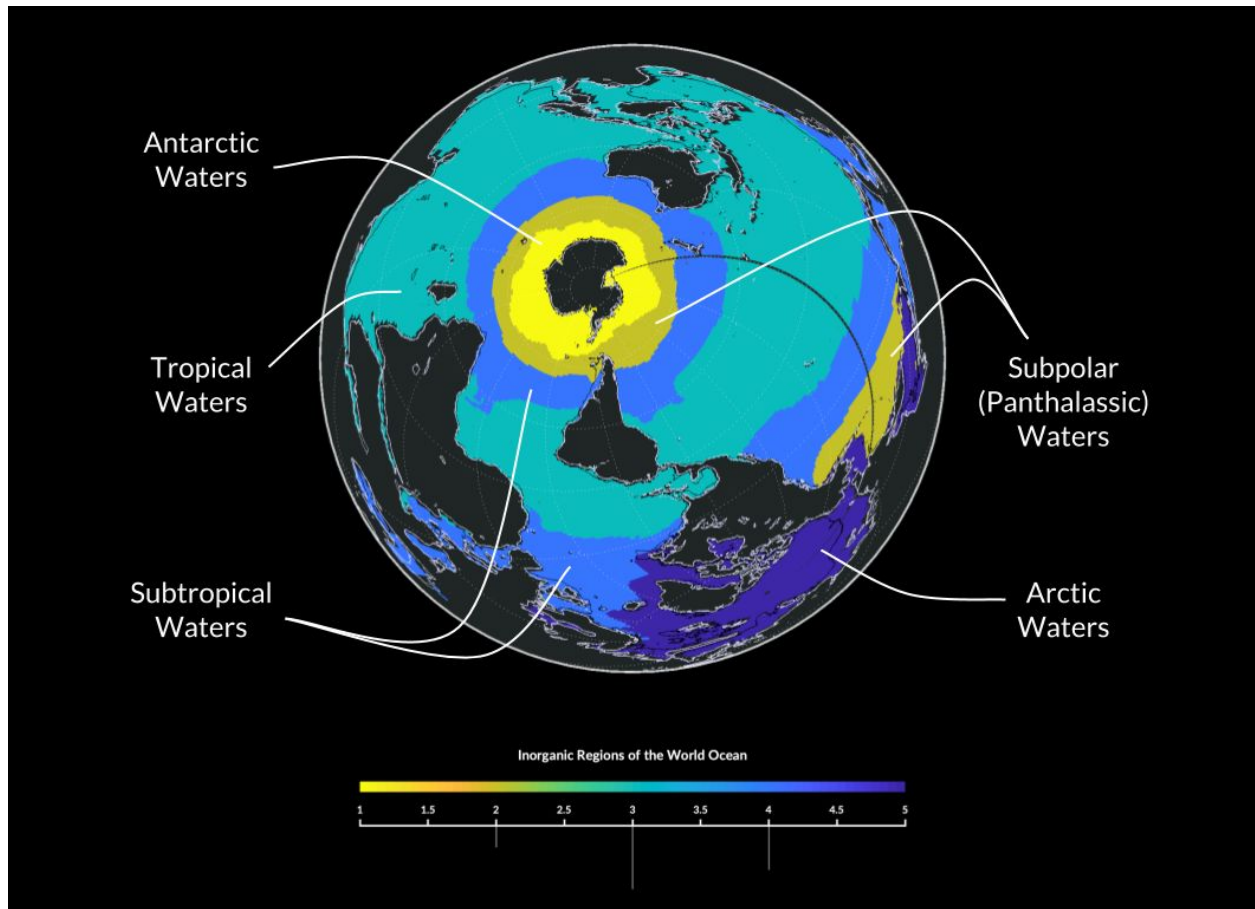 Antarctic
Waters
Tropical
Waters
Subpolar
(Panthalassic)
Waters
Subtropical
Waters
Arctic
Waters
Inorganic Regions of the World Ocean
1 1.5 2 2.5 3 3.5 4 4.5 5